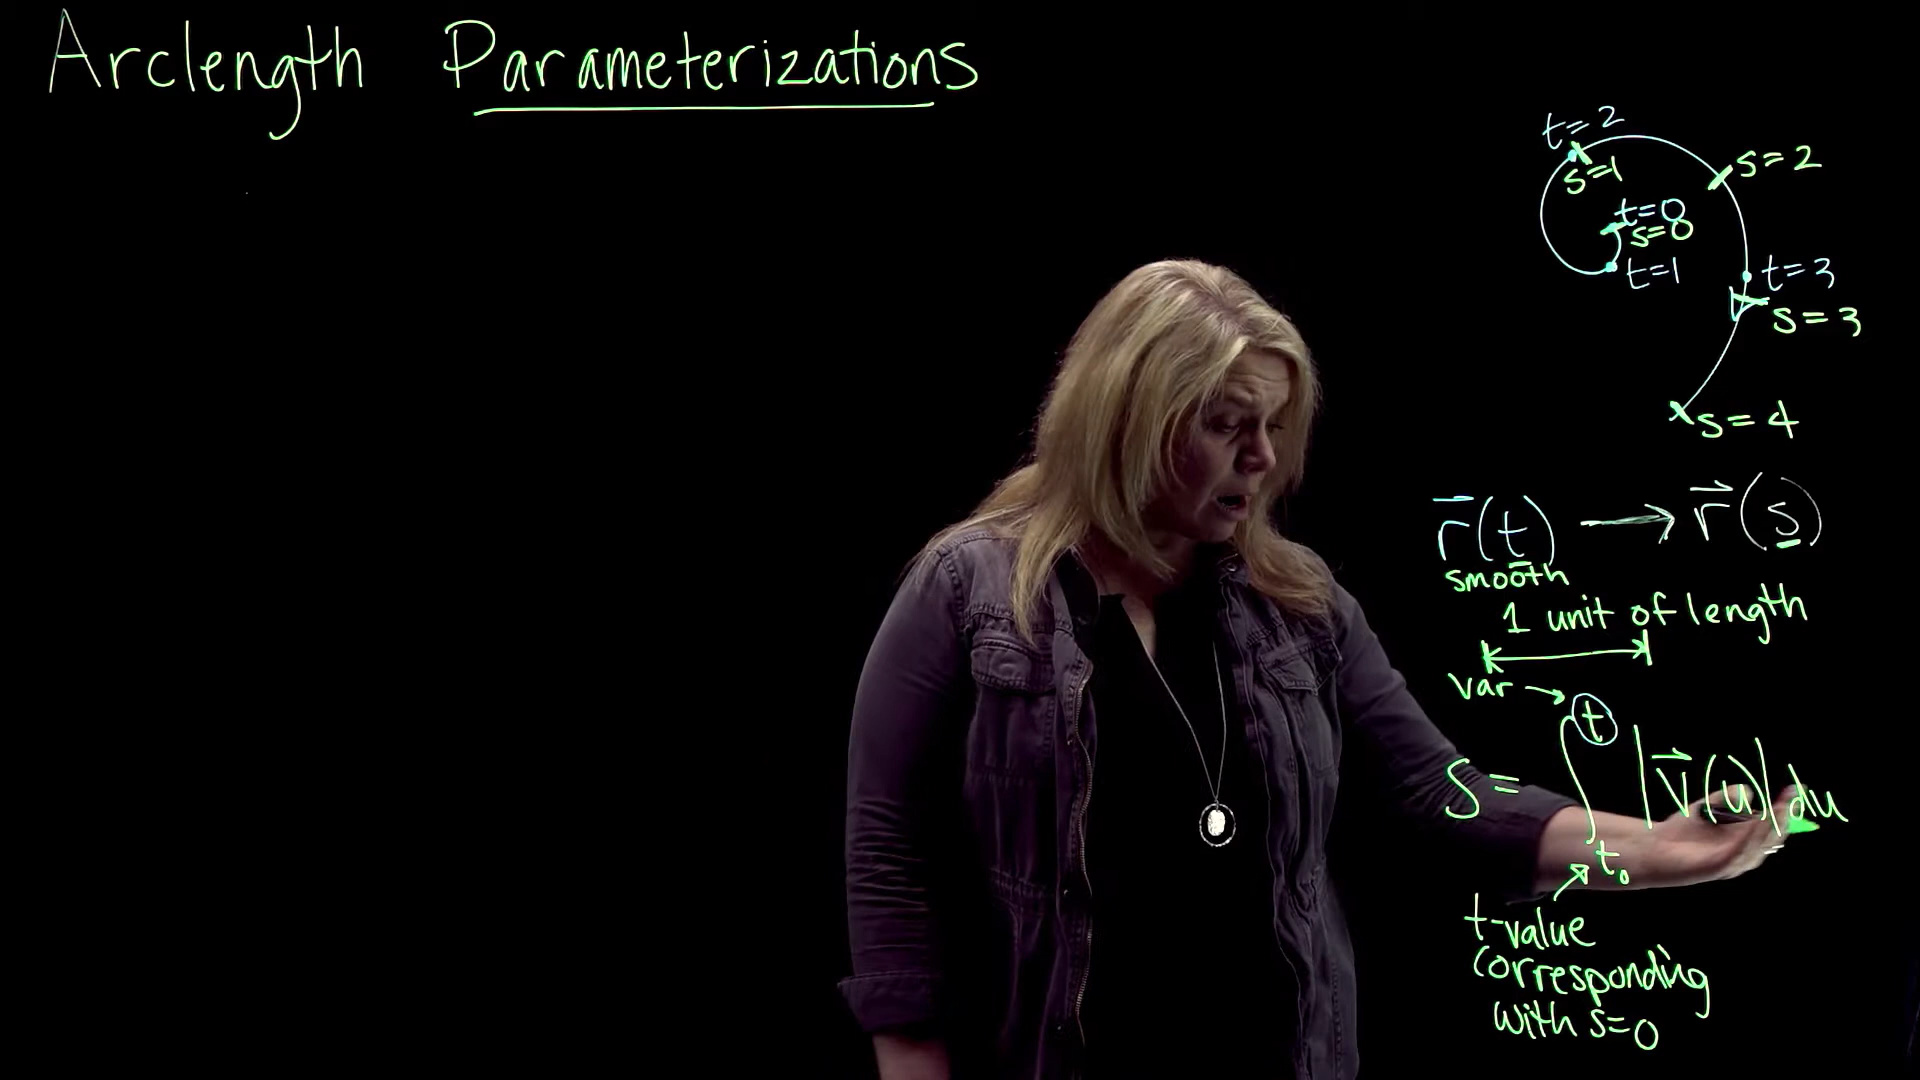 Arclength Parameterizations
t=2
s=1
s=2
t=0
s=0
t=1
t=3
s=3
s=4
r⃗(t) → r⃗(s)
smooth
1 unit of length
var →
s = ∫ₜ₀ᵗ |v⃗(u)| du
t-value
corresponding
with s=0